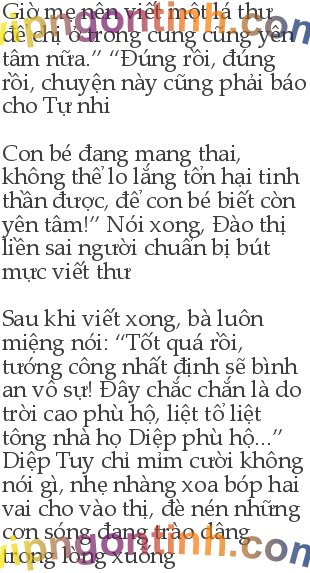 Giờ mẹ nên viết một lá thư
để chị ở trong cung cũng yên
tâm nữa.” “Đúng rồi, đúng
rồi, chuyện này cũng phải báo
cho Tự nhi
Con bé đang mang thai,
không thể lo lắng tổn hại tinh
thần được, để con bé biết còn
yên tâm!” Nói xong, Đào thị
liền sai người chuẩn bị bút
mực viết thư
Sau khi viết xong, bà luôn
miệng nói: “Tốt quá rồi,
tướng công nhất định sẽ bình
an vô sự! Đây chắc chắn là do
trời cao phù hộ, liệt tổ liệt
tông nhà họ Diệp phù hộ...”
Diệp Tuy chỉ mỉm cười không
nói gì, nhẹ nhàng xoa bóp hai
vai cho vào thị, đè nén những
cơn sóng đang trào dâng
trong lòng xuống
vipngontinh.com
vipngontinh.com